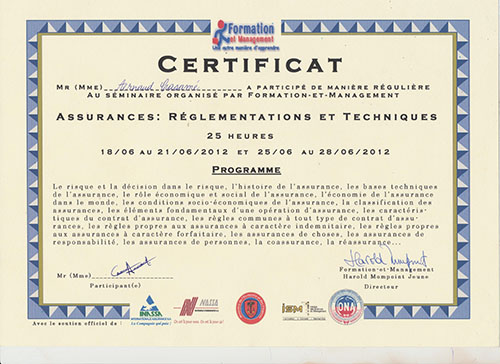 Formation
et Management
Une autre manière d'apprendre
CERTIFICAT
MR (MME) Arnaud A PARTICIPÉ DE MANIÈRE RÉGULIÈRE
AU SÉMINAIRE ORGANISÉ PAR FORMATION-ET-MANAGEMENT
ASSURANCES: RÉGLEMENTATIONS ET TECHNIQUES
25 HEURES
18/06 AU 21/06/2012 ET 25/06 AU 28/06/2012
PROGRAMME
Le risque et la décision dans le risque, l'histoire de l'assurance, les bases techniques
de l'assurance, le rôle économique et social de l'assurance, l'économie de l'assurance
dans le monde, les conditions socio-économiques de l'assurance, la classification des
assurances, les éléments fondamentaux d'une opération d'assurance, les caractéris-
tiques du contrat d'assurance, les règles communes à tout type de contrat d'assu-
rances, les règles propres aux assurances à caractère indemnitaire, les règles propres
aux assurances à caractère forfaitaire, les assurances de choses, les assurances de
responsabilité, les assurances de personnes, la coassurance, la réassurance...
Mr (Mme)
Participant(e)
Harold Mompoint
Formation-et-Management
Harold Mompoint Jeune
Directeur
Avec le soutien officiel de :
INASSA
La Compagnie qui paie !
NASSA
ISM
ONA